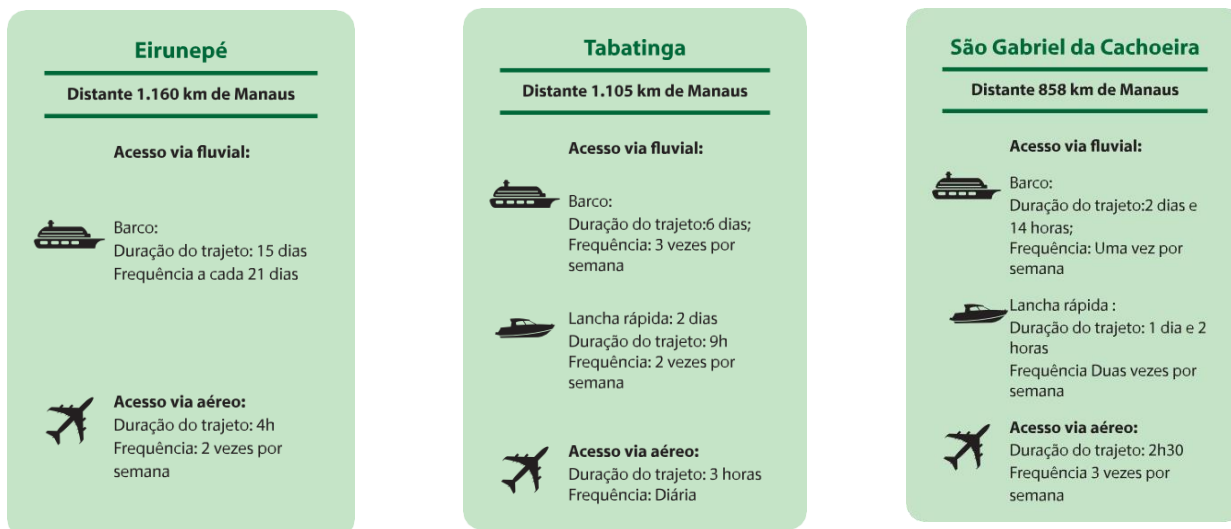 Eirunepé
Distante 1.160 km de Manaus
Acesso via fluvial:
Barco:
Duração do trajeto: 15 dias
Frequência a cada 21 dias
Acesso via aéreo:
Duração do trajeto: 4h
Frequência: 2 vezes por
semana
Tabatinga
Distante 1.105 km de Manaus
Acesso via fluvial:
Barco:
Duração do trajeto:6 dias;
Frequência: 3 vezes por
semana
Lancha rápida: 2 dias
Duração do trajeto: 9h
Frequência: 2 vezes por
semana
Acesso via aéreo:
Duração do trajeto: 3 horas
Frequência: Diária
São Gabriel da Cachoeira
Distante 858 km de Manaus
Acesso via fluvial:
Barco:
Duração do trajeto:2 dias e
14 horas;
Frequência: Uma vez por
semana
Lancha rápida :
Duração do trajeto: 1 dia e 2
horas
Frequência Duas vezes por
semana
Acesso via aéreo:
Duração do trajeto: 2h30
Frequência 3 vezes por
semana